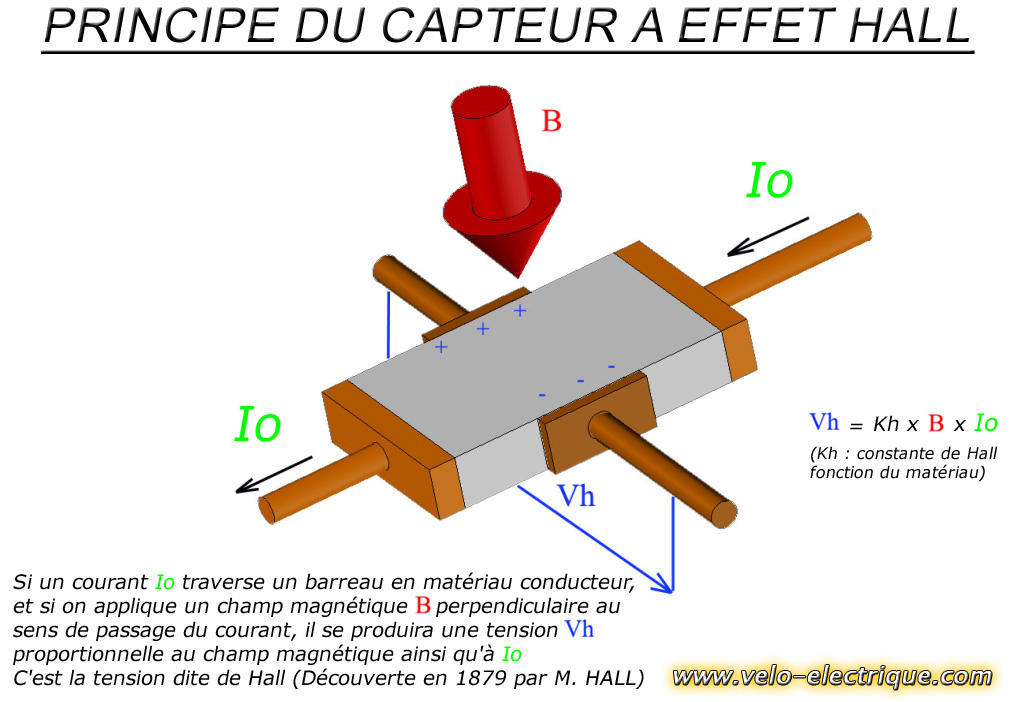 PRINCIPE DU CAPTEUR A EFFET HALL
B
Io
+ + +
- - -
Io
Vh = Kh x B x Io
(Kh : constante de Hall
fonction du matériau)
Vh
Si un courant Io traverse un barreau en matériau conducteur,
et si on applique un champ magnétique B perpendiculaire au
sens de passage du courant, il se produira une tension Vh
proportionnelle au champ magnétique ainsi qu'à Io
C'est la tension dite de Hall (Découverte en 1879 par M. HALL)
www.velo-electrique.com